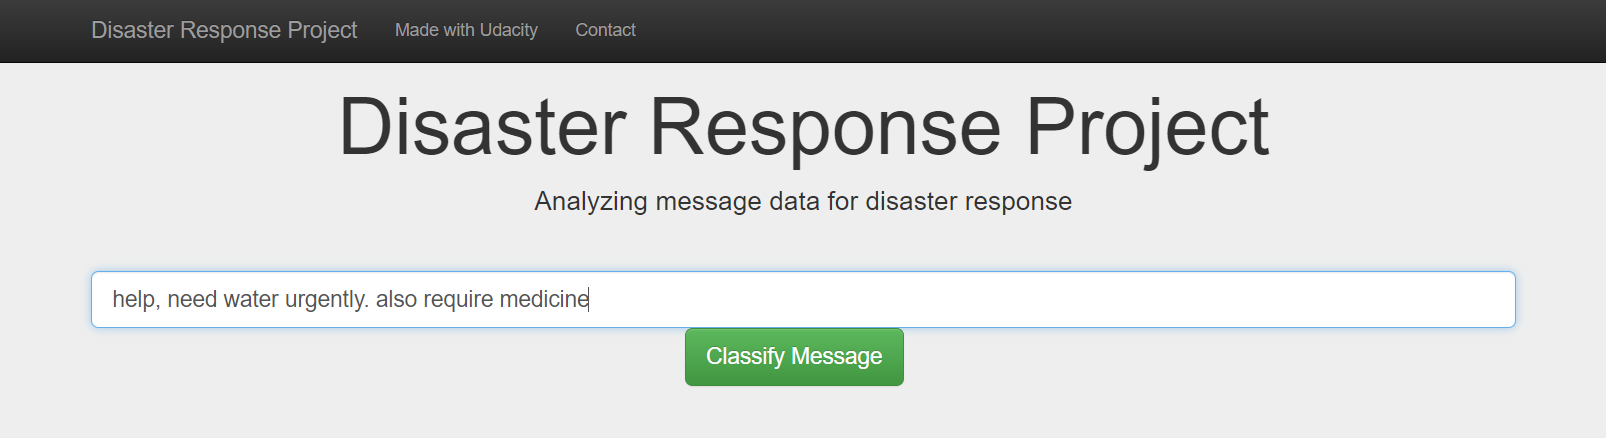 Disaster Response Project Made with Udacity Contact
Disaster Response Project
Analyzing message data for disaster response
help, need water urgently. also require medicine
Classify Message